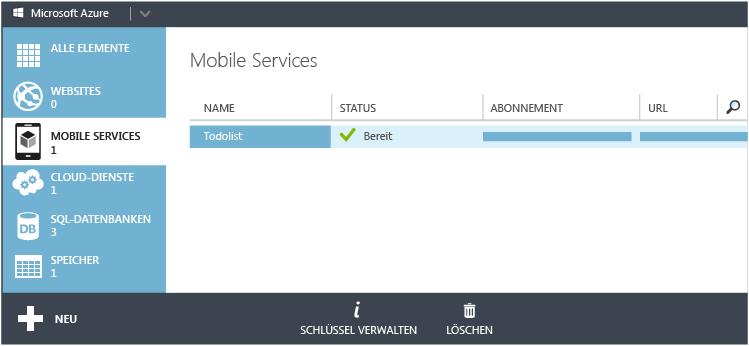 Microsoft Azure
ALLE ELEMENTE
WEBSITES
0
MOBILE SERVICES
1
CLOUD-DIENSTE
1
DB
SQL-DATENBANKEN
3
SPEICHER
1
Mobile Services
NAME STATUS ABONNEMENT URL
Todolist Bereit
NEU
SCHLÜSSEL VERWALTEN LÖSCHEN